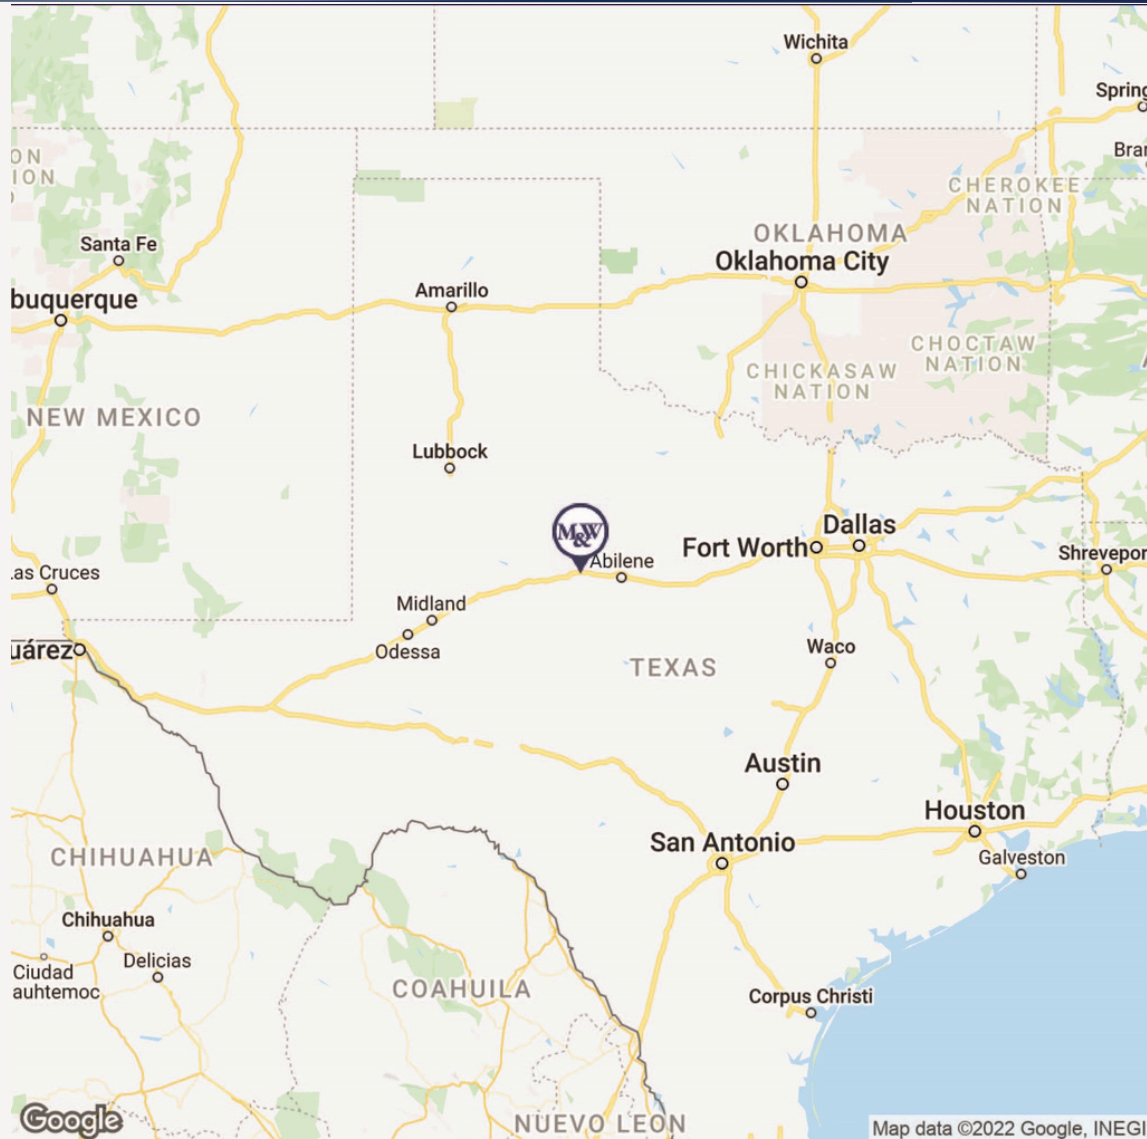 Wichita
Spring
Bran
ON
ION
CHEROKEE
NATION
Santa Fe
OKLAHOMA
Oklahoma City
buquerque
Amarillo
CHOCTAW
NATION
CHICKASAW
NATION
NEW MEXICO
Lubbock
M&W
Dallas
Fort Worth
Abilene
Shrevepor
as Cruces
Midland
Odessa
uárez
Waco
TEXAS
Austin
Houston
San Antonio
Galveston
CHIHUAHUA
Chihuahua
Delicias
Ciudad
auhtemoc
COAHUILA
Corpus Christi
NUEVO LEON
Google
Map data ©2022 Google, INEGI